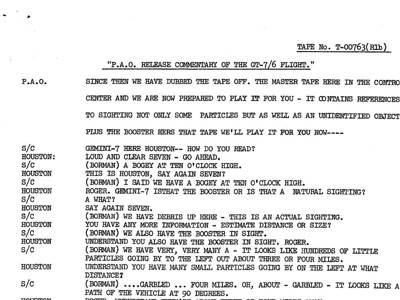 TAPE No. T-00763(R1b)
"P.A.O. RELEASE COMMENTARY OF THE GT-7/6 FLIGHT."
P.A.O. SINCE THEN WE HAVE DUBBED THE TAPE OFF. THE MASTER TAPE HERE IN THE CONTRO
CENTER AND WE ARE NOW PREPARED TO PLAY IT FOR YOU - IT CONTAINS REFERENCES
TO SIGHTING NOT ONLY SOME PARTICLES BUT AS WELL AS AN UNIDENTIFIED OBJECT
PLUS THE BOOSTER HERS THAT TAPE WE'LL PLAY IT FOR YOU NOW----
S/C GEMINI-7 HERE HOUSTON-- HOW DO YOU READ?
HOUSTON: LOUD AND CLEAR SEVEN - GO AHEAD.
S/C (BORMAN) A BOGEY AT TEN O'CLOCK HIGH.
HOUSTON THIS IS HOUSTON, SAY AGAIN SEVEN?
S/C (BORMAN) I SAID WE HAVE A BOGEY AT TEN O'CLOCK HIGH.
HOUSTON ROGER. GEMINI-7 ISTHAT THE BOOSTER OR IS THAT A NATURAL SIGHTING?
S/C A WHAT?
HOUSTON SAY AGAIN SEVEN.
S/C (BORMAN) WE HAVE DEBRIS UP HERE - THIS IS AN ACTUAL SIGHTING.
HOUSTON YOU HAVE ANY MORE INFORMATION - ESTIMATE DISTANCE OR SIZE?
S/C (BORMAN) WE ALSO HAVE THE BOOSTER IN SIGHT.
HOUSTON UNDERSTAND YOU ALSO HAVE THE BOOSTER IN SIGHT. ROGER.
S/C (BORMAN) WE HAVE VERY, VERY MANY A - IT LOOKS LIKE HUNDREDS OF LITTLE
PARTICLES GOING BY TO THE LEFT OUT ABOUT THREE OR FOUR MILES.
HOUSTON UNDERSTAND YOU HAVE MANY SMALL PARTICLES GOING BY ON THE LEFT AT WHAT
DISTANCE?
S/C (BORMAN) ....GARBLED ... FOUR MILES. OH, ABOUT - GARBLED - IT LOOKS LIKE A
PATH OF THE VEHICLE AT 90 DEGREES.